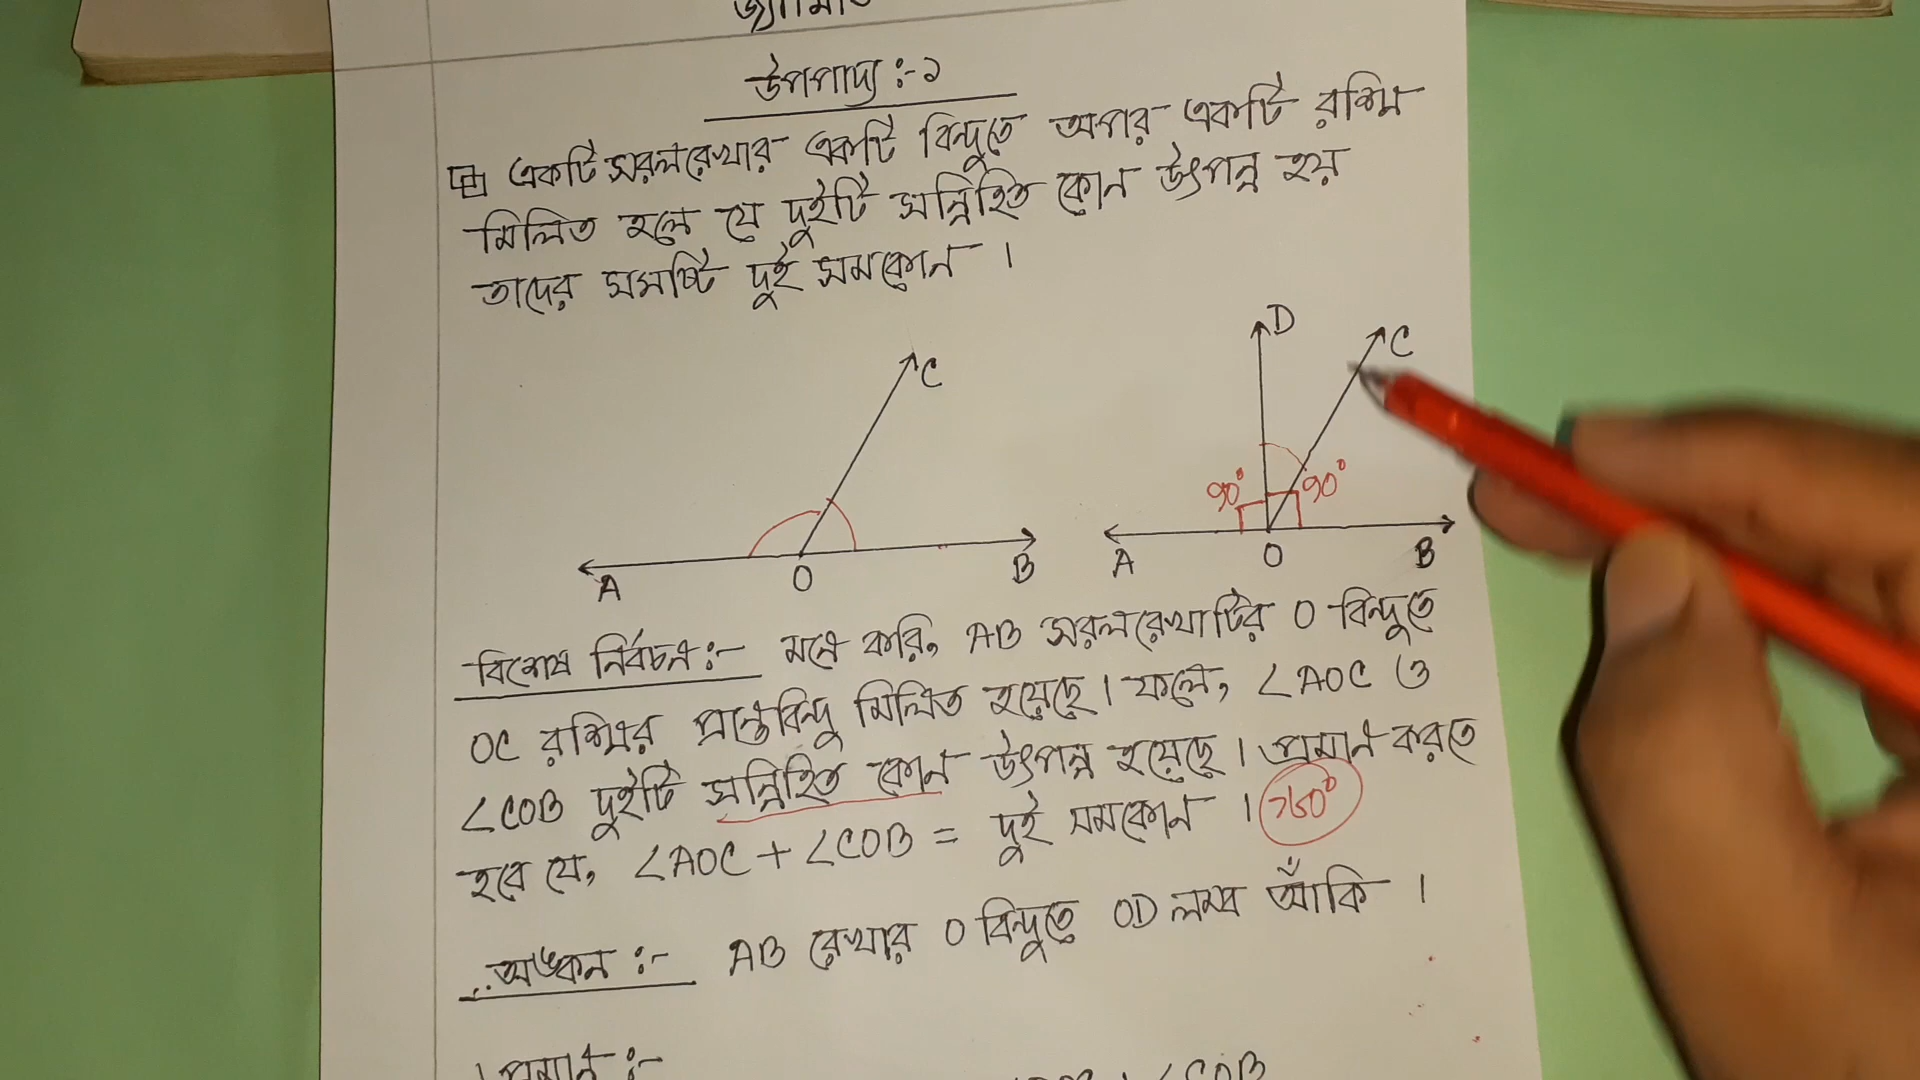 জ্যামিতি
উপপাদ্য :- ১
একটি সরলরেখার একটি বিন্দুতে অপর একটি রশ্মি
মিলিত হলে যে দুইটি সন্নিহিত কোন উৎপন্ন হয়
তাদের সমষ্টি দুই সমকোন ।
D
C
C
90°
90°
A
O
B
A
O
B
বিশেষ নির্বচন :- মনে করি, AB সরলরেখাটির O বিন্দুতে
OC রশ্মির প্রান্তবিন্দু মিলিত হয়েছে। ফলে, ∠AOC ও
∠COB দুইটি সন্নিহিত কোন উৎপন্ন হয়েছে। প্রমান করতে
হবে যে, ∠AOC + ∠COB = দুই সমকোন ।
অঙ্কন :- AB রেখার O বিন্দুতে OD লম্ব আঁকি ।
প্রমান :-
∠COB